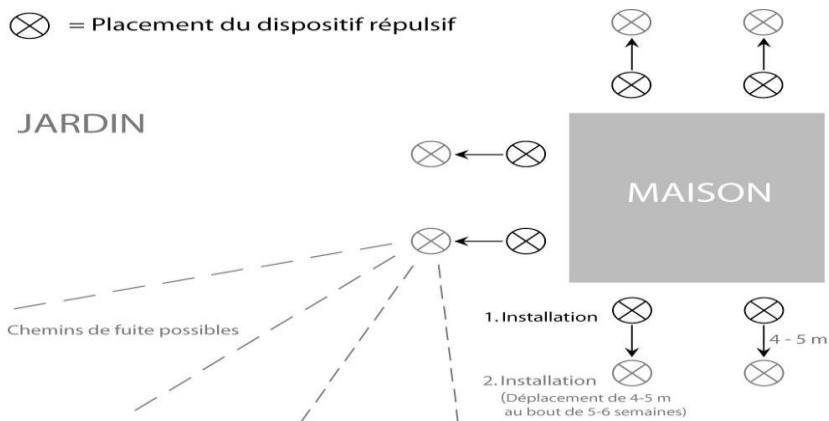 = Placement du dispositif répulsif
JARDIN
MAISON
Chemins de fuite possibles
1. Installation
4 - 5 m
2. Installation
(Déplacement de 4-5 m
au bout de 5-6 semaines)